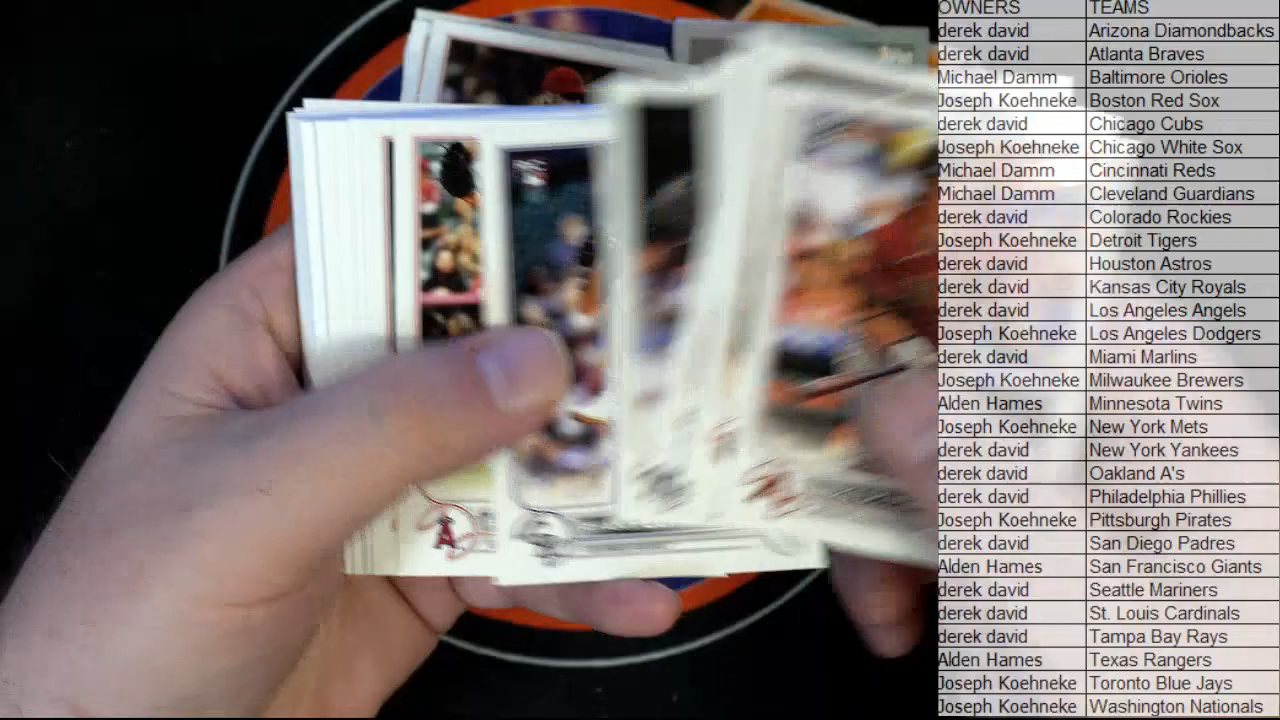 OWNERS TEAMS
derek david Arizona Diamondbacks
derek david Atlanta Braves
Michael Damm Baltimore Orioles
Joseph Koehneke Boston Red Sox
derek david Chicago Cubs
Joseph Koehneke Chicago White Sox
Michael Damm Cincinnati Reds
Michael Damm Cleveland Guardians
derek david Colorado Rockies
Joseph Koehneke Detroit Tigers
derek david Houston Astros
derek david Kansas City Royals
derek david Los Angeles Angels
Joseph Koehneke Los Angeles Dodgers
derek david Miami Marlins
Joseph Koehneke Milwaukee Brewers
Alden Hames Minnesota Twins
Joseph Koehneke New York Mets
derek david New York Yankees
derek david Oakland A's
derek david Philadelphia Phillies
Joseph Koehneke Pittsburgh Pirates
derek david San Diego Padres
Alden Hames San Francisco Giants
derek david Seattle Mariners
derek david St. Louis Cardinals
derek david Tampa Bay Rays
Alden Hames Texas Rangers
Joseph Koehneke Toronto Blue Jays
Joseph Koehneke Washington Nationals
A